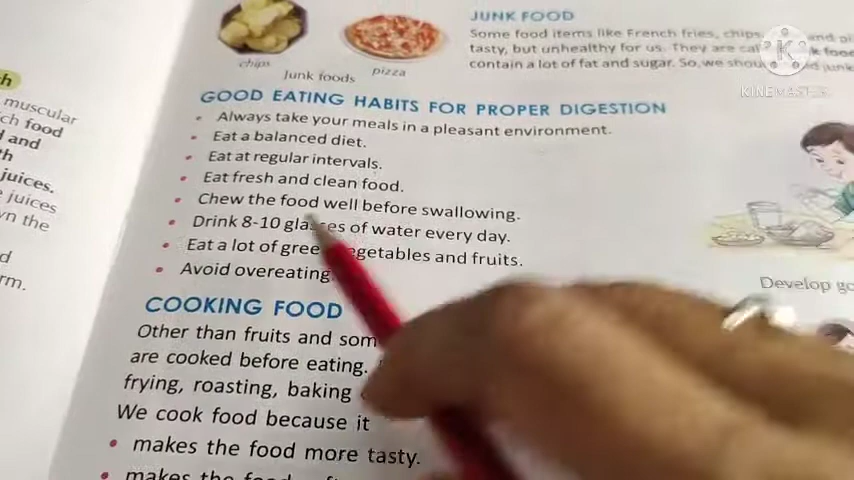 JUNK FOOD
Some food items like French fries, chips and pi
tasty, but unhealthy for us. They are ca k food
contain a lot of fat and sugar. So, we shou d junk
K
KINEMASTER
chips
pizza
Junk foods
GOOD EATING HABITS FOR PROPER DIGESTION
• Always take your meals in a pleasant environment.
• Eat a balanced diet.
• Eat at regular intervals.
• Eat fresh and clean food.
• Chew the food well before swallowing.
• Drink 8-10 glasses of water every day.
• Eat a lot of gree vegetables and fruits.
• Avoid overeating.
COOKING FOOD
Other than fruits and som
are cooked before eating.
frying, roasting, baking
We cook food because it
• makes the food more tasty.
• makes the food
Develop go
h
muscular
ch food
d and
th
juices.
juices
wn the
d
rm.